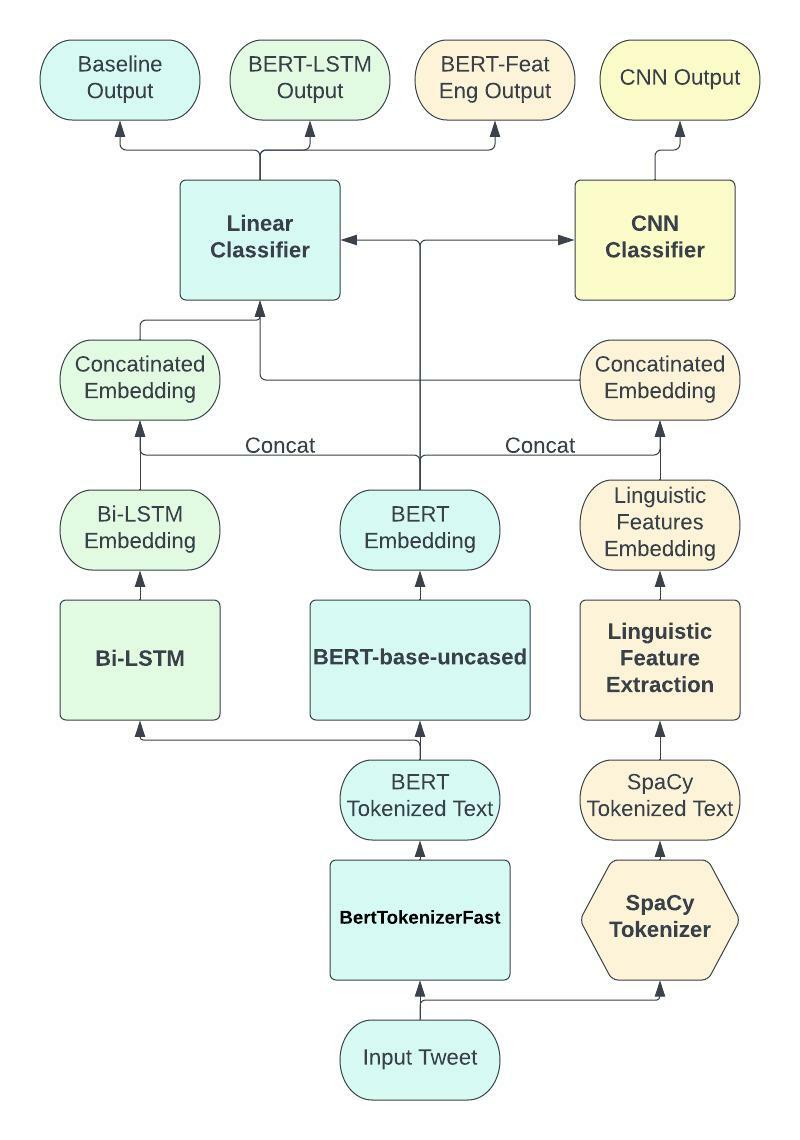 Baseline
Output
BERT-LSTM
Output
BERT-Feat
Eng Output
CNN Output
Linear
Classifier
CNN
Classifier
Concatinated
Embedding
Concatinated
Embedding
Concat
Concat
Bi-LSTM
Embedding
BERT
Embedding
Linguistic
Features
Embedding
Bi-LSTM
BERT-base-uncased
Linguistic
Feature
Extraction
BERT
Tokenized Text
SpaCy
Tokenized Text
BertTokenizerFast
SpaCy
Tokenizer
Input Tweet